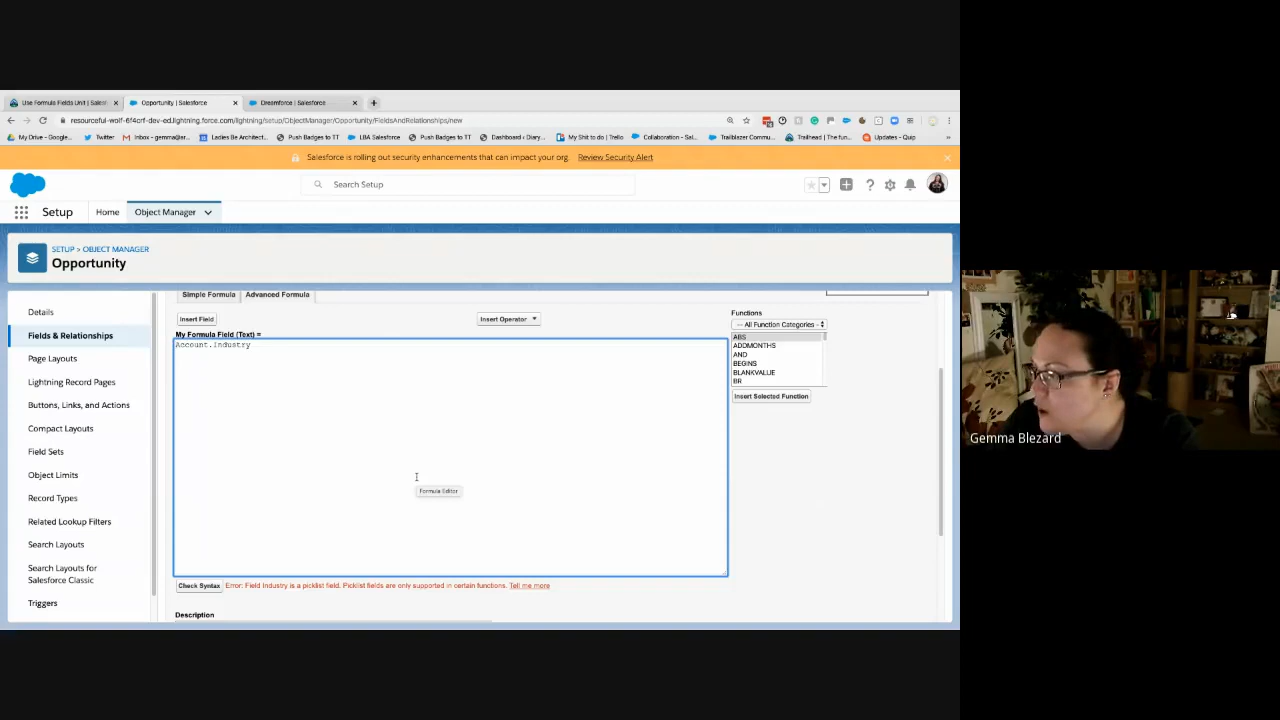 Use Formula Fields Unit | Salesf
Opportunity | Salesforce
Dreamforce | Salesforce
resourceful-wolf-6f4crf-dev-ed.lightning.force.com/lightning/setup/ObjectManager/Opportunity/FieldsAndRelationships/new
My Drive - Google...
Twitter
Inbox - gemma@ar...
Ladies Be Architect...
Push Badges to TT
LBA Salesforce
Push Badges to TT
Dashboard ‹ Diary...
My Shit to do | Trello
Collaboration - Sal...
Trailblazer Commu...
Trailhead | The fun...
Updates - Quip
Salesforce is rolling out security enhancements that can impact your org. Review Security Alert
Search Setup
Setup
Home
Object Manager
SETUP > OBJECT MANAGER
Opportunity
Details
Fields & Relationships
Page Layouts
Lightning Record Pages
Buttons, Links, and Actions
Compact Layouts
Field Sets
Object Limits
Record Types
Related Lookup Filters
Search Layouts
Search Layouts for
Salesforce Classic
Triggers
Simple Formula
Advanced Formula
Insert Field
Insert Operator
My Formula Field (Text) =
Account.Industry
Formula Editor
Functions
-- All Function Categories --
ABS
ADDMONTHS
AND
BEGINS
BLANKVALUE
BR
Insert Selected Function
Check Syntax
Error: Field Industry is a picklist field. Picklist fields are only supported in certain functions. Tell me more
Description
Gemma Blezard